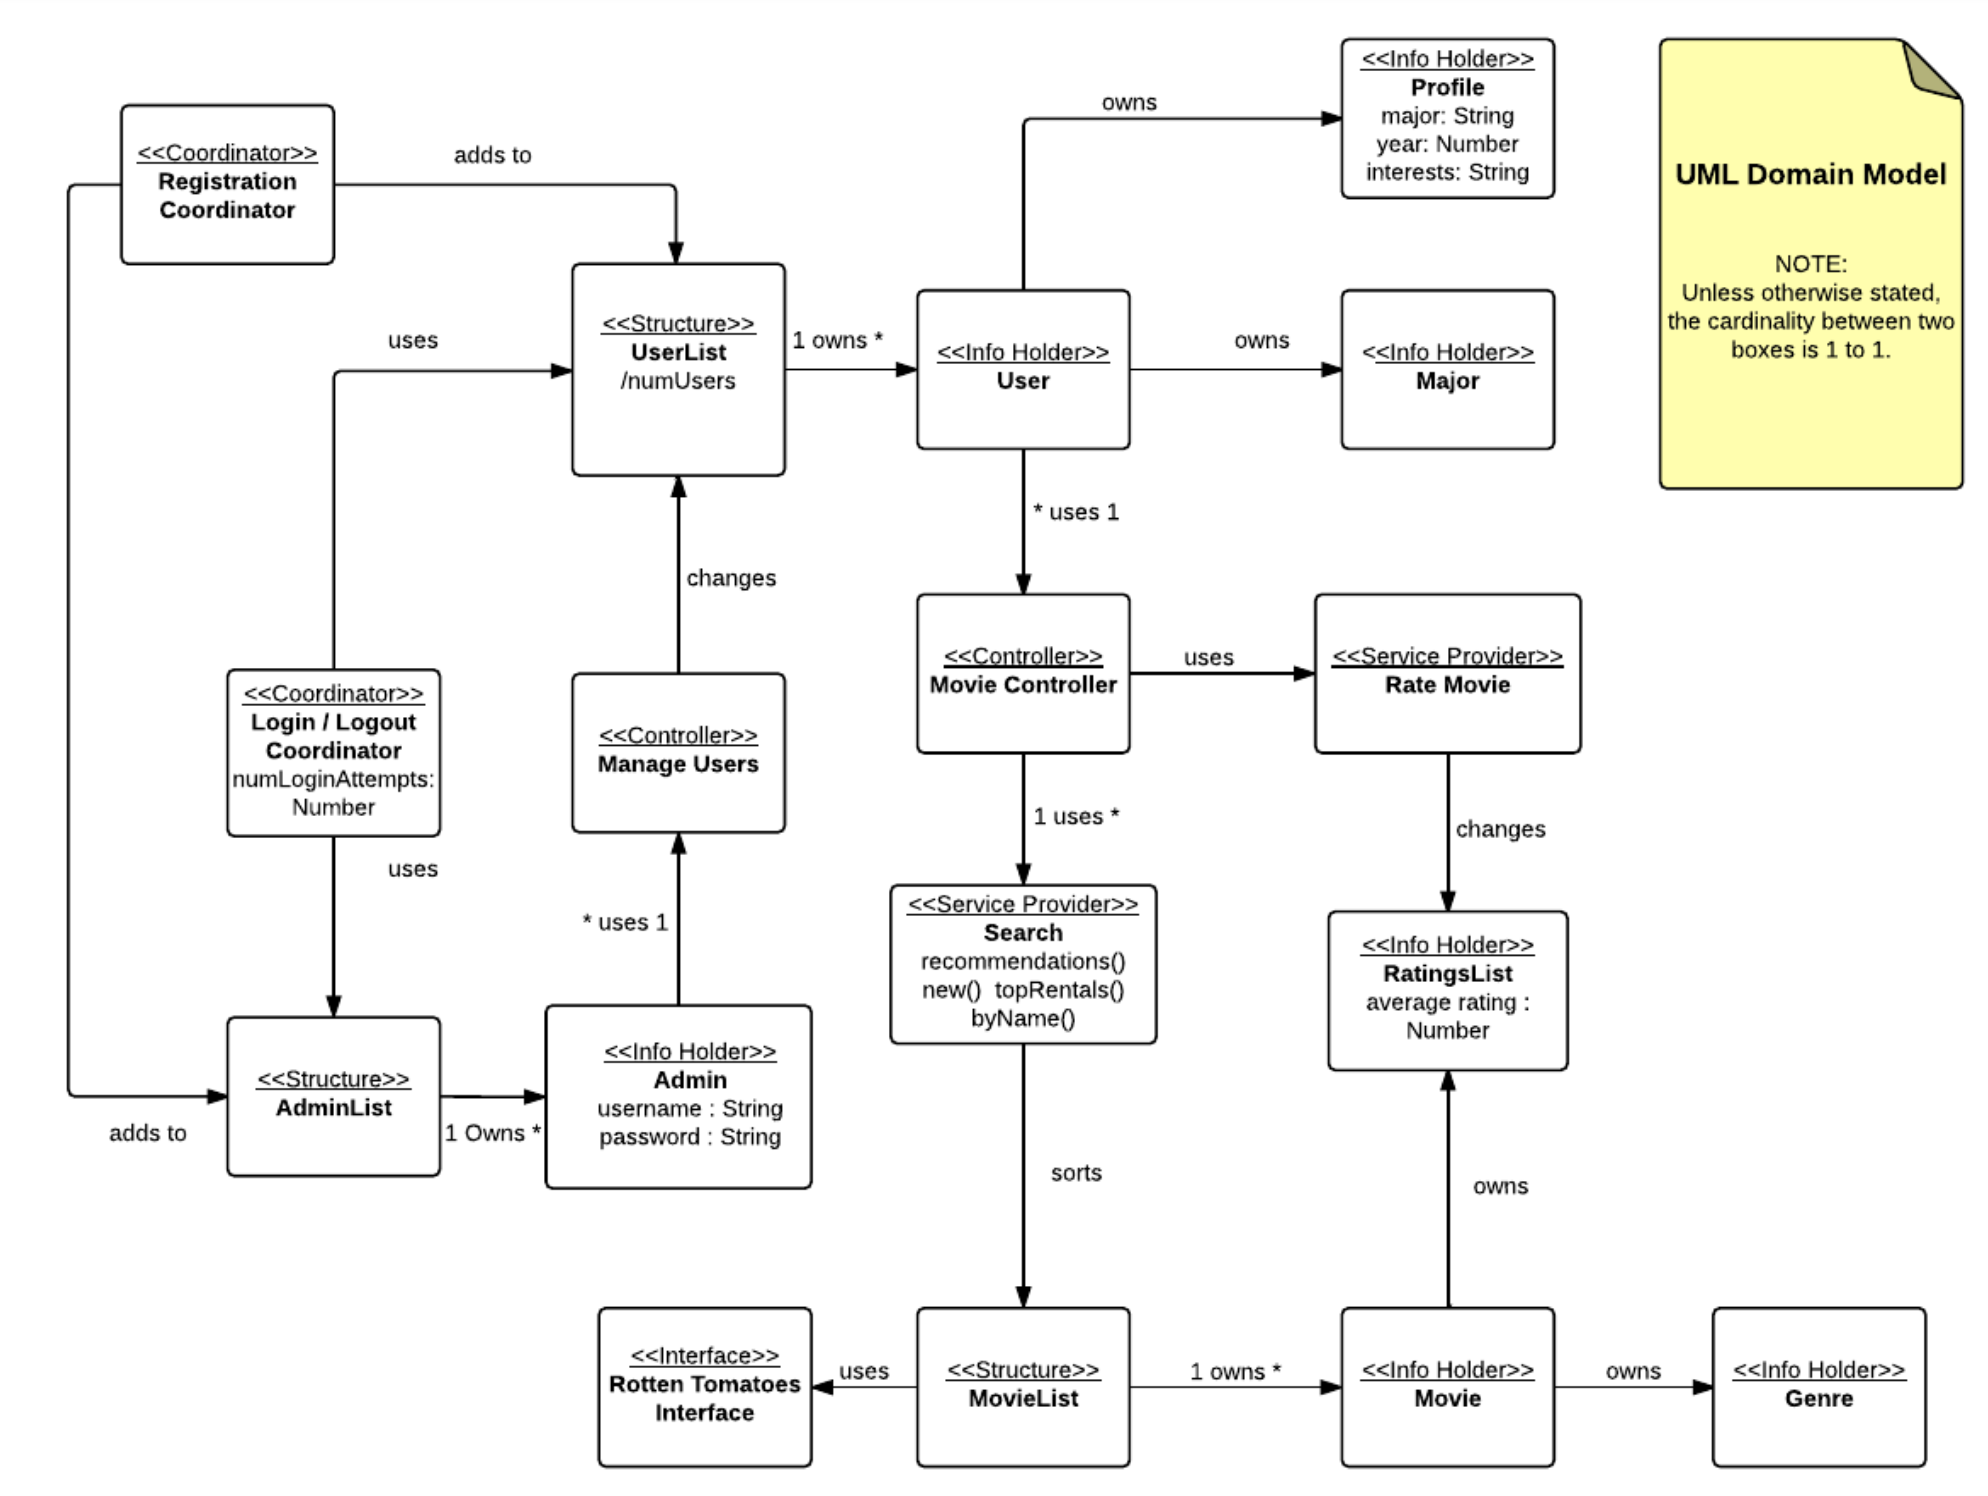 <<Info Holder>>
Profile
major: String
year: Number
interests: String
owns
UML Domain Model
NOTE:
Unless otherwise stated,
the cardinality between two
boxes is 1 to 1.
<<Coordinator>>
Registration
Coordinator
adds to
<<Structure>>
UserList
/numUsers
uses
1 owns *
<<Info Holder>>
User
owns
<<Info Holder>>
Major
* uses 1
changes
<<Controller>>
Movie Controller
uses
<<Service Provider>>
Rate Movie
<<Coordinator>>
Login / Logout
Coordinator
numLoginAttempts:
Number
<<Controller>>
Manage Users
1 uses *
changes
uses
* uses 1
<<Service Provider>>
Search
recommendations()
new()  topRentals()
byName()
<<Info Holder>>
RatingsList
average rating :
Number
<<Structure>>
AdminList
adds to
1 Owns *
<<Info Holder>>
Admin
username : String
password : String
sorts
owns
<<Interface>>
Rotten Tomatoes
Interface
uses
<<Structure>>
MovieList
1 owns *
<<Info Holder>>
Movie
owns
<<Info Holder>>
Genre